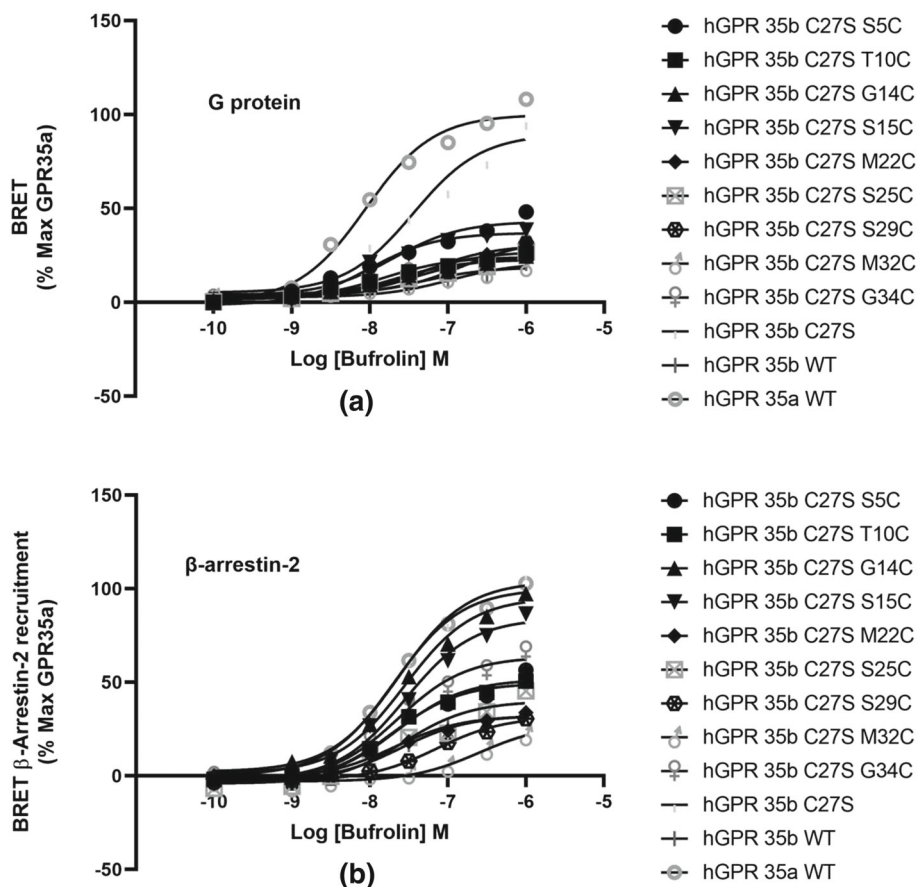 (a)
150
100
50
0
-50
BRET
(% Max GPR35a)
G protein
-10 -9 -8 -7 -6 -5
Log [Bufrolin] M
hGPR 35b C27S S5C
hGPR 35b C27S T10C
hGPR 35b C27S G14C
hGPR 35b C27S S15C
hGPR 35b C27S M22C
hGPR 35b C27S S25C
hGPR 35b C27S S29C
hGPR 35b C27S M32C
hGPR 35b C27S G34C
hGPR 35b C27S
hGPR 35b WT
hGPR 35a WT
(b)
150
100
50
0
-50
BRET β-Arrestin-2 recruitment
(% Max GPR35a)
β-arrestin-2
-10 -9 -8 -7 -6 -5
Log [Bufrolin] M
hGPR 35b C27S S5C
hGPR 35b C27S T10C
hGPR 35b C27S G14C
hGPR 35b C27S S15C
hGPR 35b C27S M22C
hGPR 35b C27S S25C
hGPR 35b C27S S29C
hGPR 35b C27S M32C
hGPR 35b C27S G34C
hGPR 35b C27S
hGPR 35b WT
hGPR 35a WT